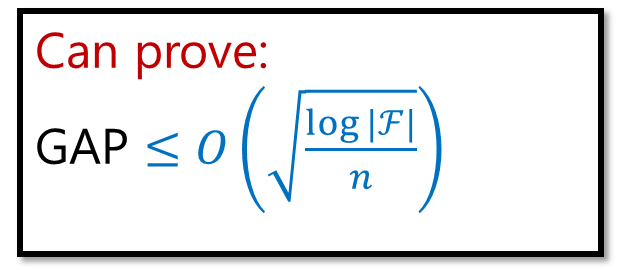 Can prove:
GAP ≤ O(√(log |ℱ| / n))